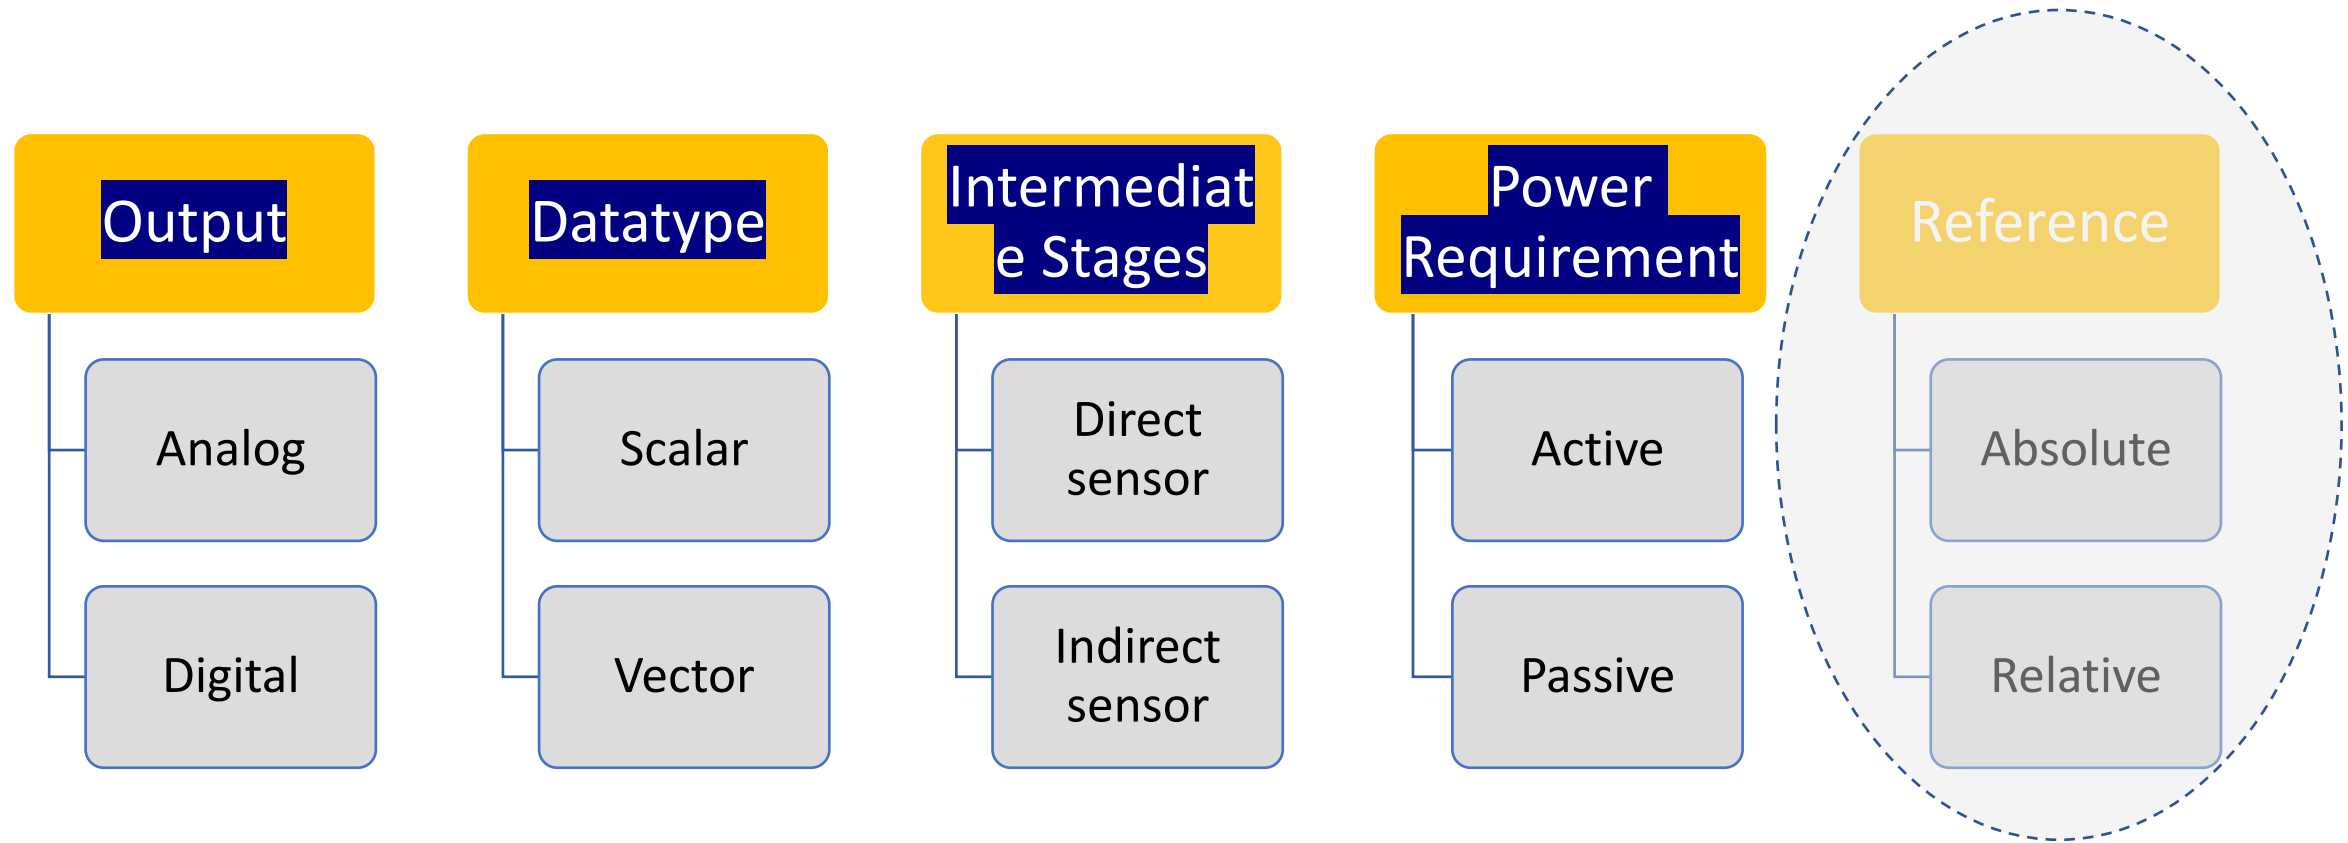 Output
Datatype
Intermediat
e Stages
Power
Requirement
Reference
Analog
Scalar
Direct
sensor
Active
Absolute
Digital
Vector
Indirect
sensor
Passive
Relative